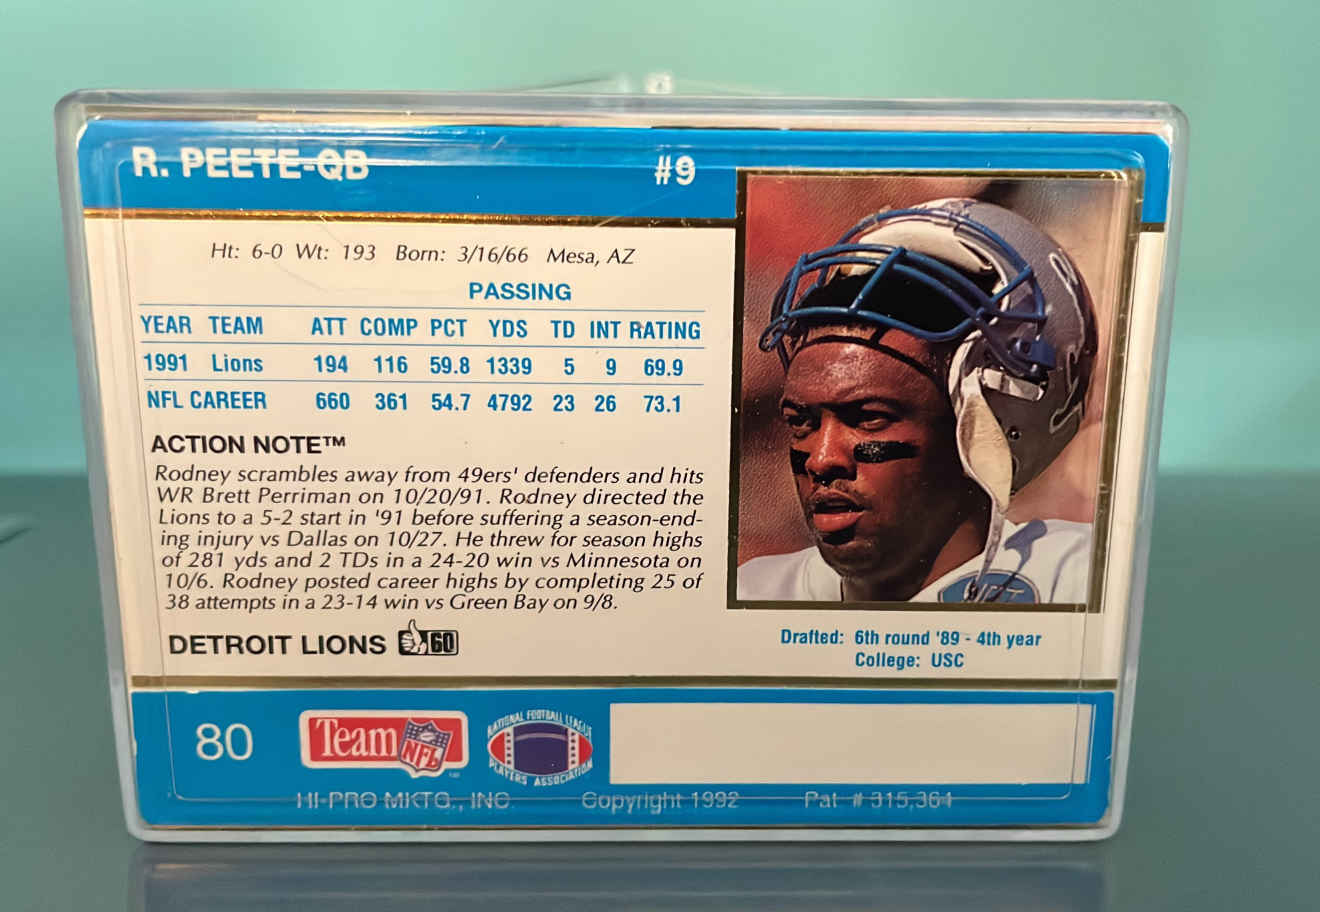 R. PEETE-QB #9
Ht: 6-0 Wt: 193 Born: 3/16/66 Mesa, AZ
PASSING
YEAR TEAM ATT COMP PCT YDS TD INT RATING
1991 Lions 194 116 59.8 1339 5 9 69.9
NFL CAREER 660 361 54.7 4792 23 26 73.1
ACTION NOTE™
Rodney scrambles away from 49ers' defenders and hits
WR Brett Perriman on 10/20/91. Rodney directed the
Lions to a 5-2 start in '91 before suffering a season-end-
ing injury vs Dallas on 10/27. He threw for season highs
of 281 yds and 2 TDs in a 24-20 win vs Minnesota on
10/6. Rodney posted career highs by completing 25 of
38 attempts in a 23-14 win vs Green Bay on 9/8.
DETROIT LIONS 60
Drafted: 6th round '89 - 4th year
College: USC
80
Team NFL
NATIONAL FOOTBALL LEAGUE
PLAYERS ASSOCIATION
HI-PRO MKTG., INC. Copyright 1992 Pat # 315,364